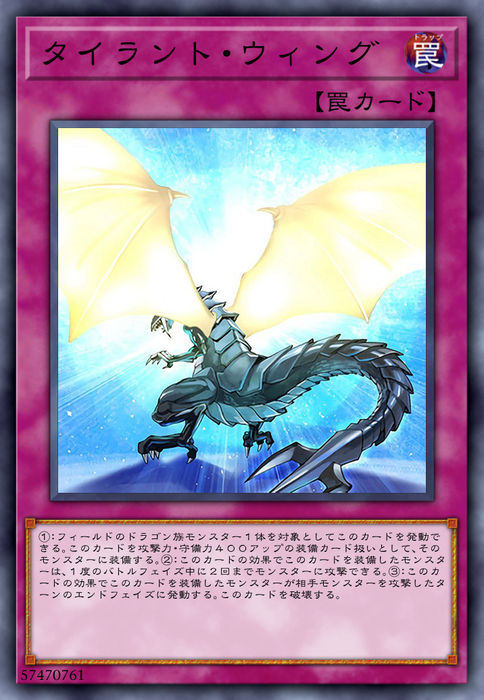 タイラント・ウィング
トラップ
罠
【罠カード】
①:フィールドのドラゴン族モンスター１体を対象としてこのカードを発動で
きる。このカードを攻撃力・守備力４００アップの装備カード扱いとして、その
モンスターに装備する。②:このカードの効果でこのカードを装備したモンスター
は、１度のバトルフェイズ中に２回までモンスターに攻撃できる。③:このカ
ードの効果でこのカードを装備したモンスターが相手モンスターを攻撃したタ
ーンのエンドフェイズに発動する。このカードを破壊する。
57470761